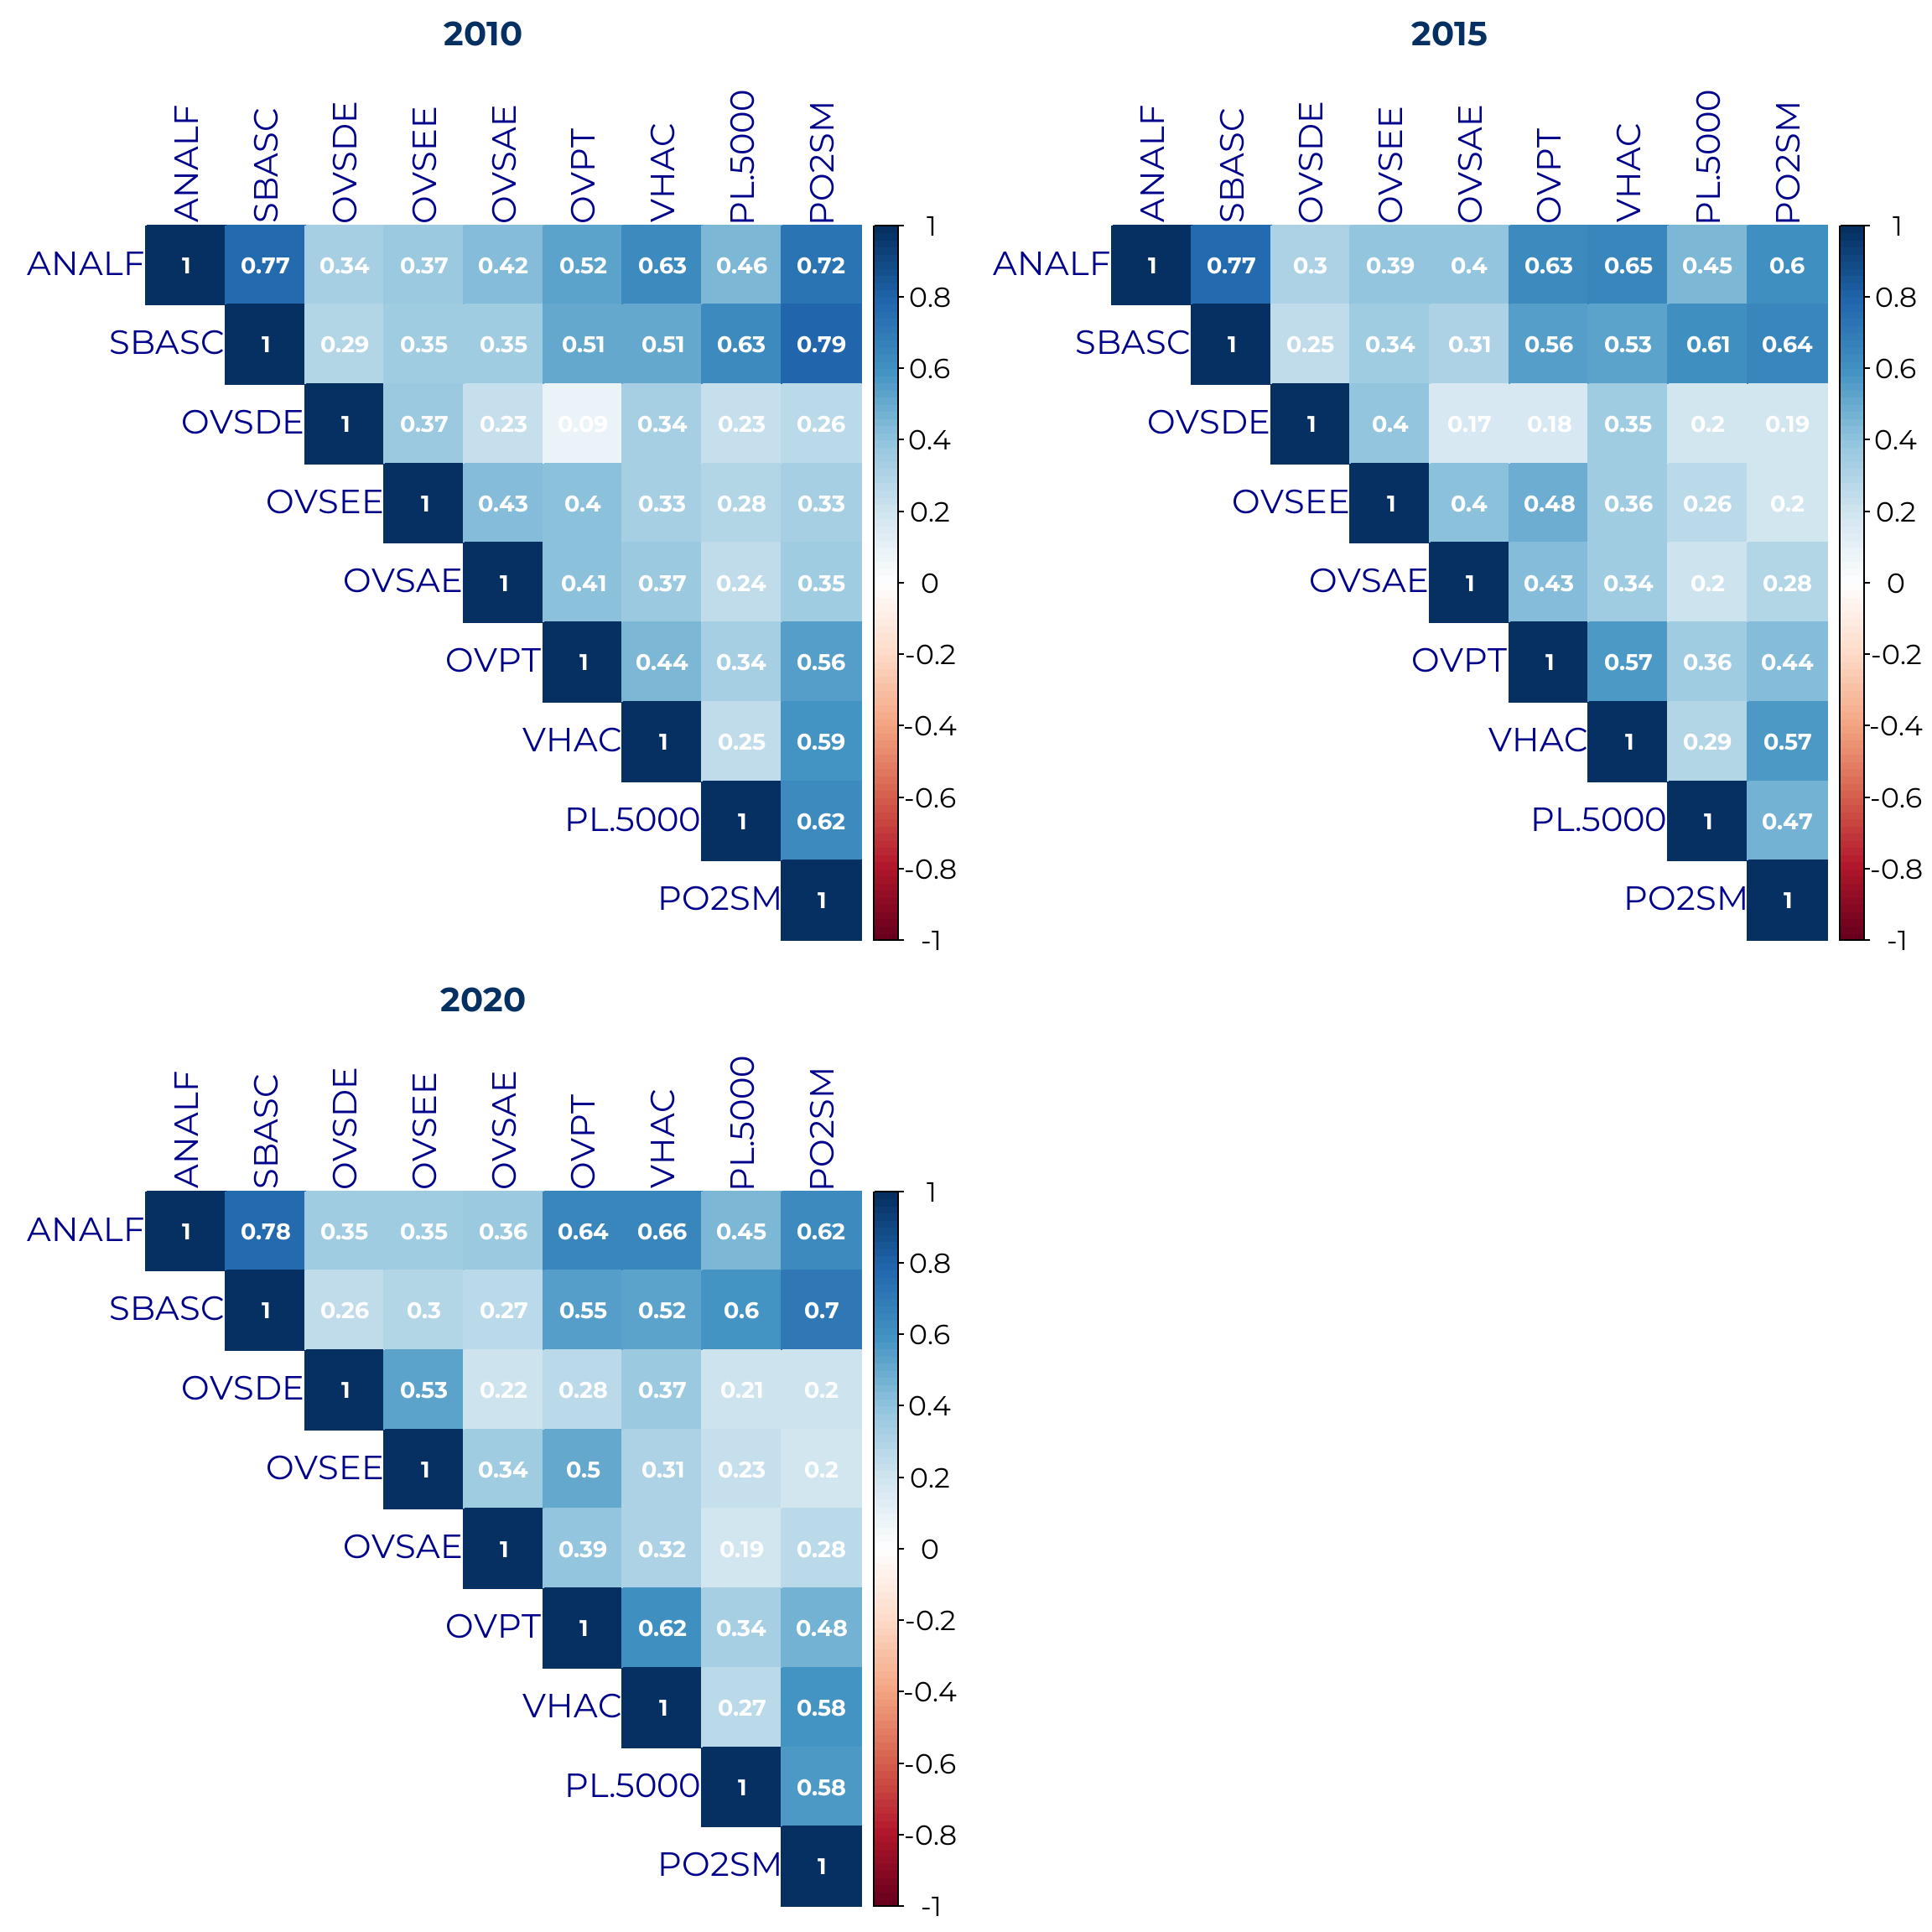 2010
ANALF SBASC OVSDE OVSEE OVSAE OVPT VHAC PL.5000 PO2SM
ANALF 1 0.77 0.34 0.37 0.42 0.52 0.63 0.46 0.72
SBASC 1 0.29 0.35 0.35 0.51 0.51 0.63 0.79
OVSDE 1 0.37 0.23 0.09 0.34 0.23 0.26
OVSEE 1 0.43 0.4 0.33 0.28 0.33
OVSAE 1 0.41 0.37 0.24 0.35
OVPT 1 0.44 0.34 0.56
VHAC 1 0.25 0.59
PL.5000 1 0.62
PO2SM 1
1
0.8
0.6
0.4
0.2
0
-0.2
-0.4
-0.6
-0.8
-1
2015
ANALF SBASC OVSDE OVSEE OVSAE OVPT VHAC PL.5000 PO2SM
ANALF 1 0.77 0.3 0.39 0.4 0.63 0.65 0.45 0.6
SBASC 1 0.25 0.34 0.31 0.56 0.53 0.61 0.64
OVSDE 1 0.4 0.17 0.18 0.35 0.2 0.19
OVSEE 1 0.4 0.48 0.36 0.26 0.2
OVSAE 1 0.43 0.34 0.2 0.28
OVPT 1 0.57 0.36 0.44
VHAC 1 0.29 0.57
PL.5000 1 0.47
PO2SM 1
1
0.8
0.6
0.4
0.2
0
-0.2
-0.4
-0.6
-0.8
-1
2020
ANALF SBASC OVSDE OVSEE OVSAE OVPT VHAC PL.5000 PO2SM
ANALF 1 0.78 0.35 0.35 0.36 0.64 0.66 0.45 0.62
SBASC 1 0.26 0.3 0.27 0.55 0.52 0.6 0.7
OVSDE 1 0.53 0.22 0.28 0.37 0.21 0.2
OVSEE 1 0.34 0.5 0.31 0.23 0.2
OVSAE 1 0.39 0.32 0.19 0.28
OVPT 1 0.62 0.34 0.48
VHAC 1 0.27 0.58
PL.5000 1 0.58
PO2SM 1
1
0.8
0.6
0.4
0.2
0
-0.2
-0.4
-0.6
-0.8
-1